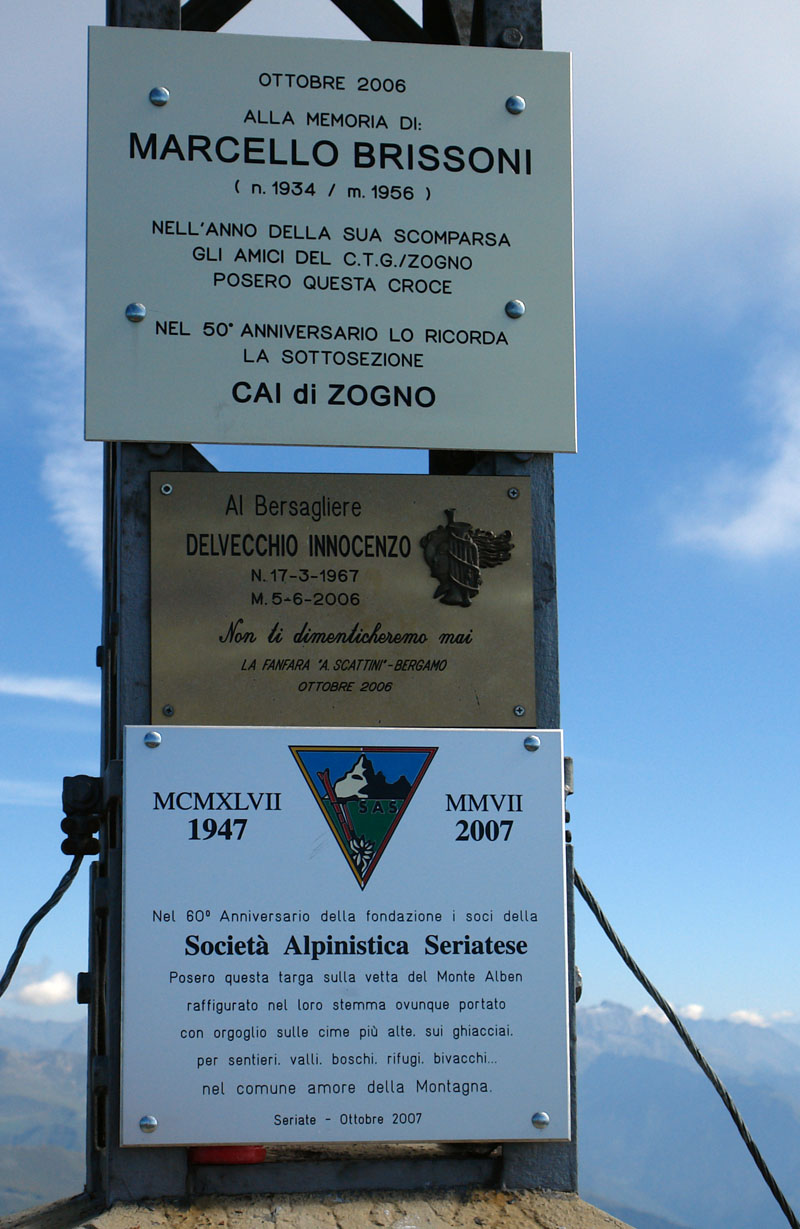 OTTOBRE 2006
ALLA MEMORIA DI:
MARCELLO BRISSONI
( n. 1934 / m. 1956 )
NELL'ANNO DELLA SUA SCOMPARSA
GLI AMICI DEL C.T.G./ZOGNO
POSERO QUESTA CROCE
NEL 50° ANNIVERSARIO LO RICORDA
LA SOTTOSEZIONE
CAI di ZOGNO
Al Bersagliere
DELVECCHIO INNOCENZO
N. 17-3-1967
M. 5-6-2006
Non ti dimenticheremo mai
LA FANFARA "A. SCATTINI" - BERGAMO
OTTOBRE 2006
MCMXLVII
1947
SAS
MMVII
2007
Nel 60° Anniversario della fondazione i soci della
Società Alpinistica Seriatese
Posero questa targa sulla vetta del Monte Alben
raffigurato nel loro stemma ovunque portato
con orgoglio sulle cime più alte. sui ghiacciai.
per sentieri. valli. boschi. rifugi. bivacchi...
nel comune amore della Montagna.
Seriate - Ottobre 2007